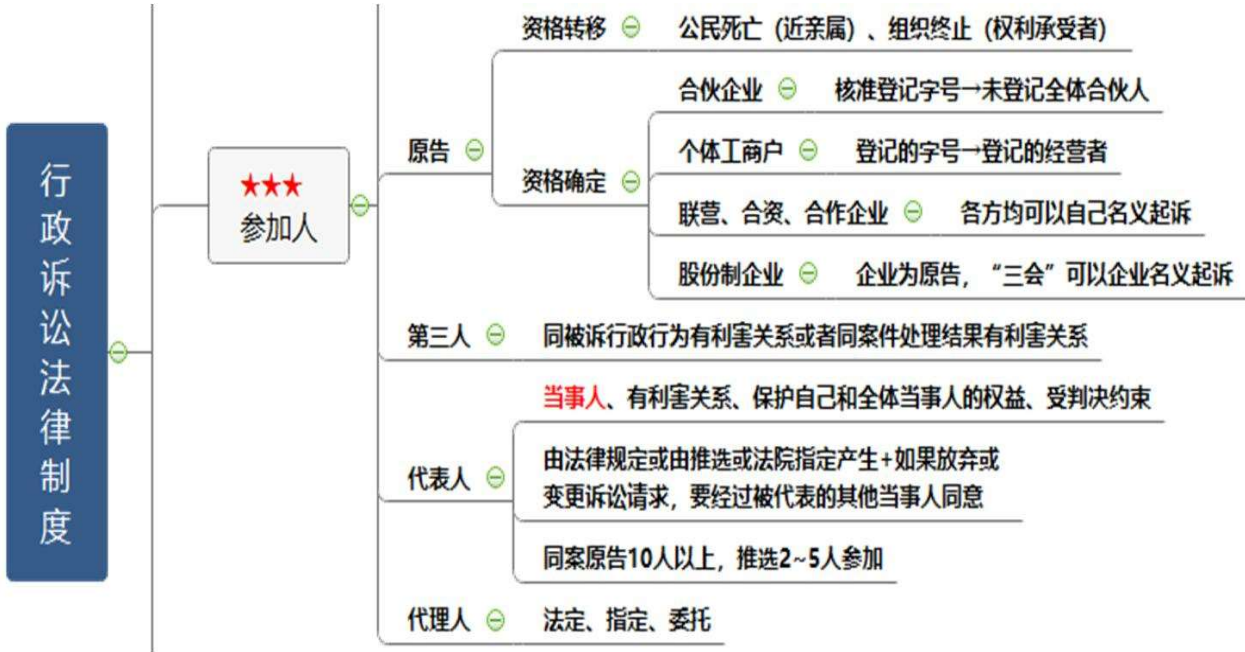 行政诉讼法律制度
★★★
参加人
原告
资格转移
公民死亡（近亲属）、组织终止（权利承受者）
资格确定
合伙企业
核准登记字号→未登记全体合伙人
个体工商户
登记的字号→登记的经营者
联营、合资、合作企业
各方均可以自己名义起诉
股份制企业
企业为原告，“三会”可以企业名义起诉
第三人
同被诉行政行为有利害关系或者同案件处理结果有利害关系
代表人
当事人、有利害关系、保护自己和全体当事人的权益、受判决约束
由法律规定或由推选或法院指定产生+如果放弃或
变更诉讼请求，要经过被代表的其他当事人同意
同案原告10人以上，推选2~5人参加
代理人
法定、指定、委托